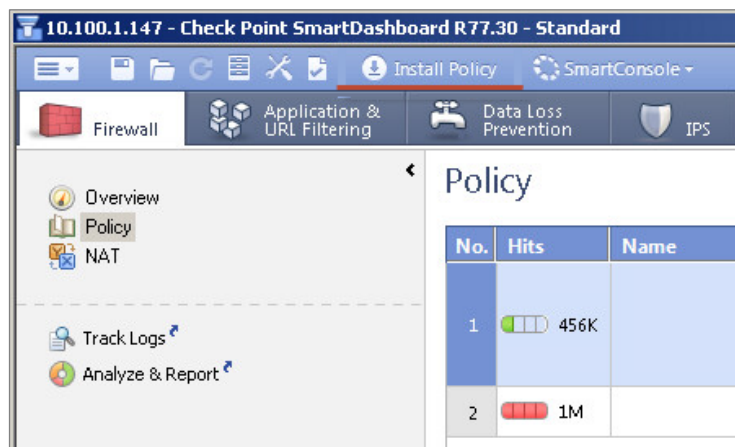 10.100.1.147 - Check Point SmartDashboard R77.30 - Standard
Install Policy SmartConsole
Firewall
Application &
URL Filtering
Data Loss
Prevention
IPS
Overview
Policy
NAT
Track Logs
Analyze & Report
Policy
No. Hits Name
1 456K
2 1M